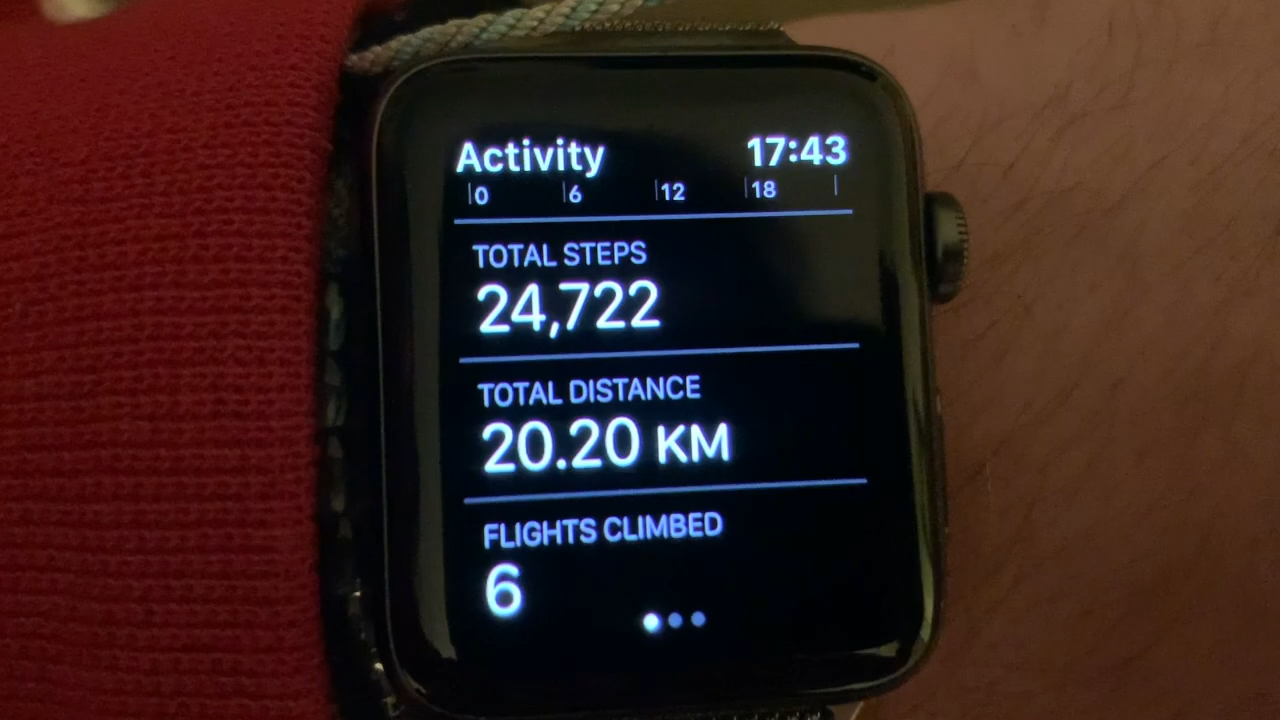 Activity 17:43
0 6 12 18
TOTAL STEPS
24,722
TOTAL DISTANCE
20.20 KM
FLIGHTS CLIMBED
6